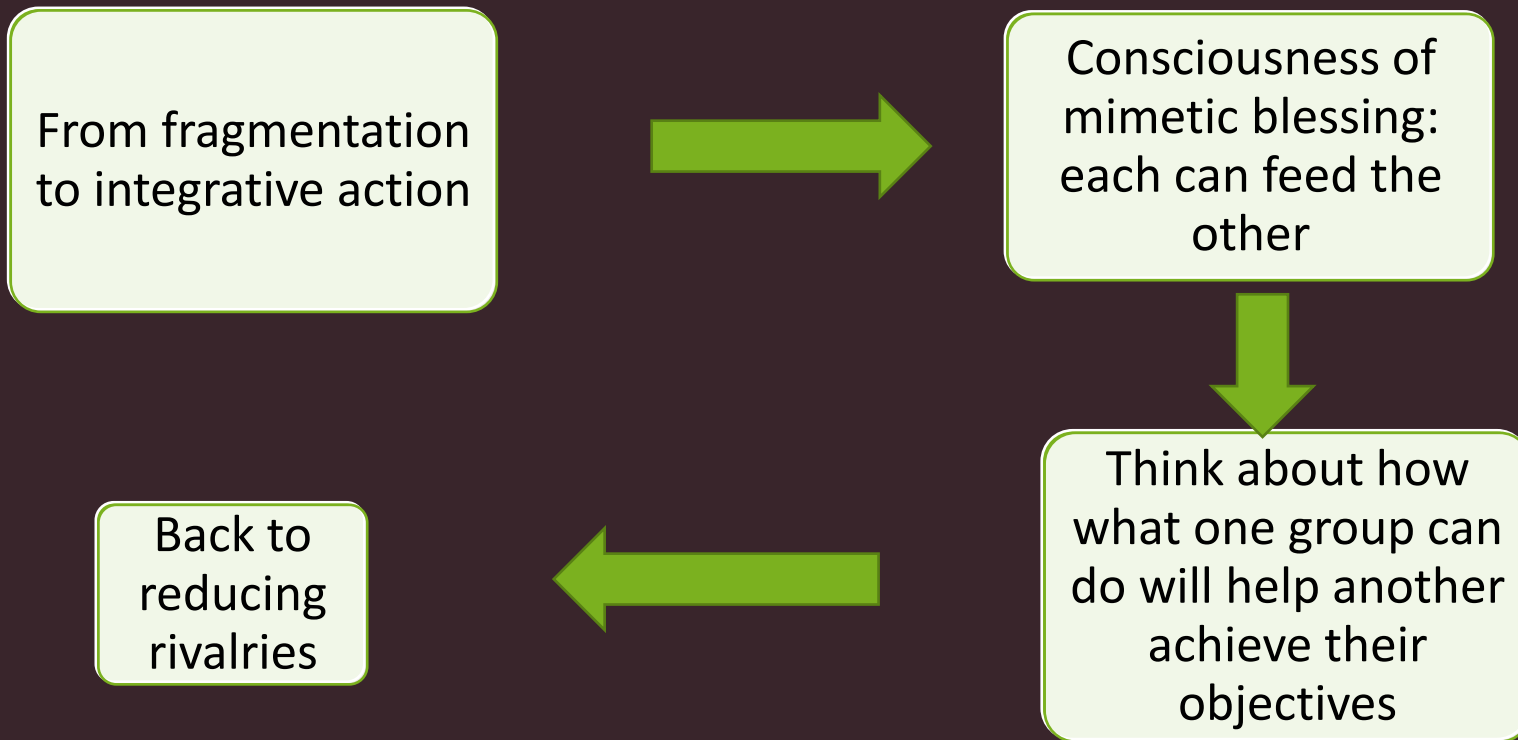 From fragmentation
to integrative action
Consciousness of
mimetic blessing:
each can feed the
other
Think about how
what one group can
do will help another
achieve their
objectives
Back to
reducing
rivalries